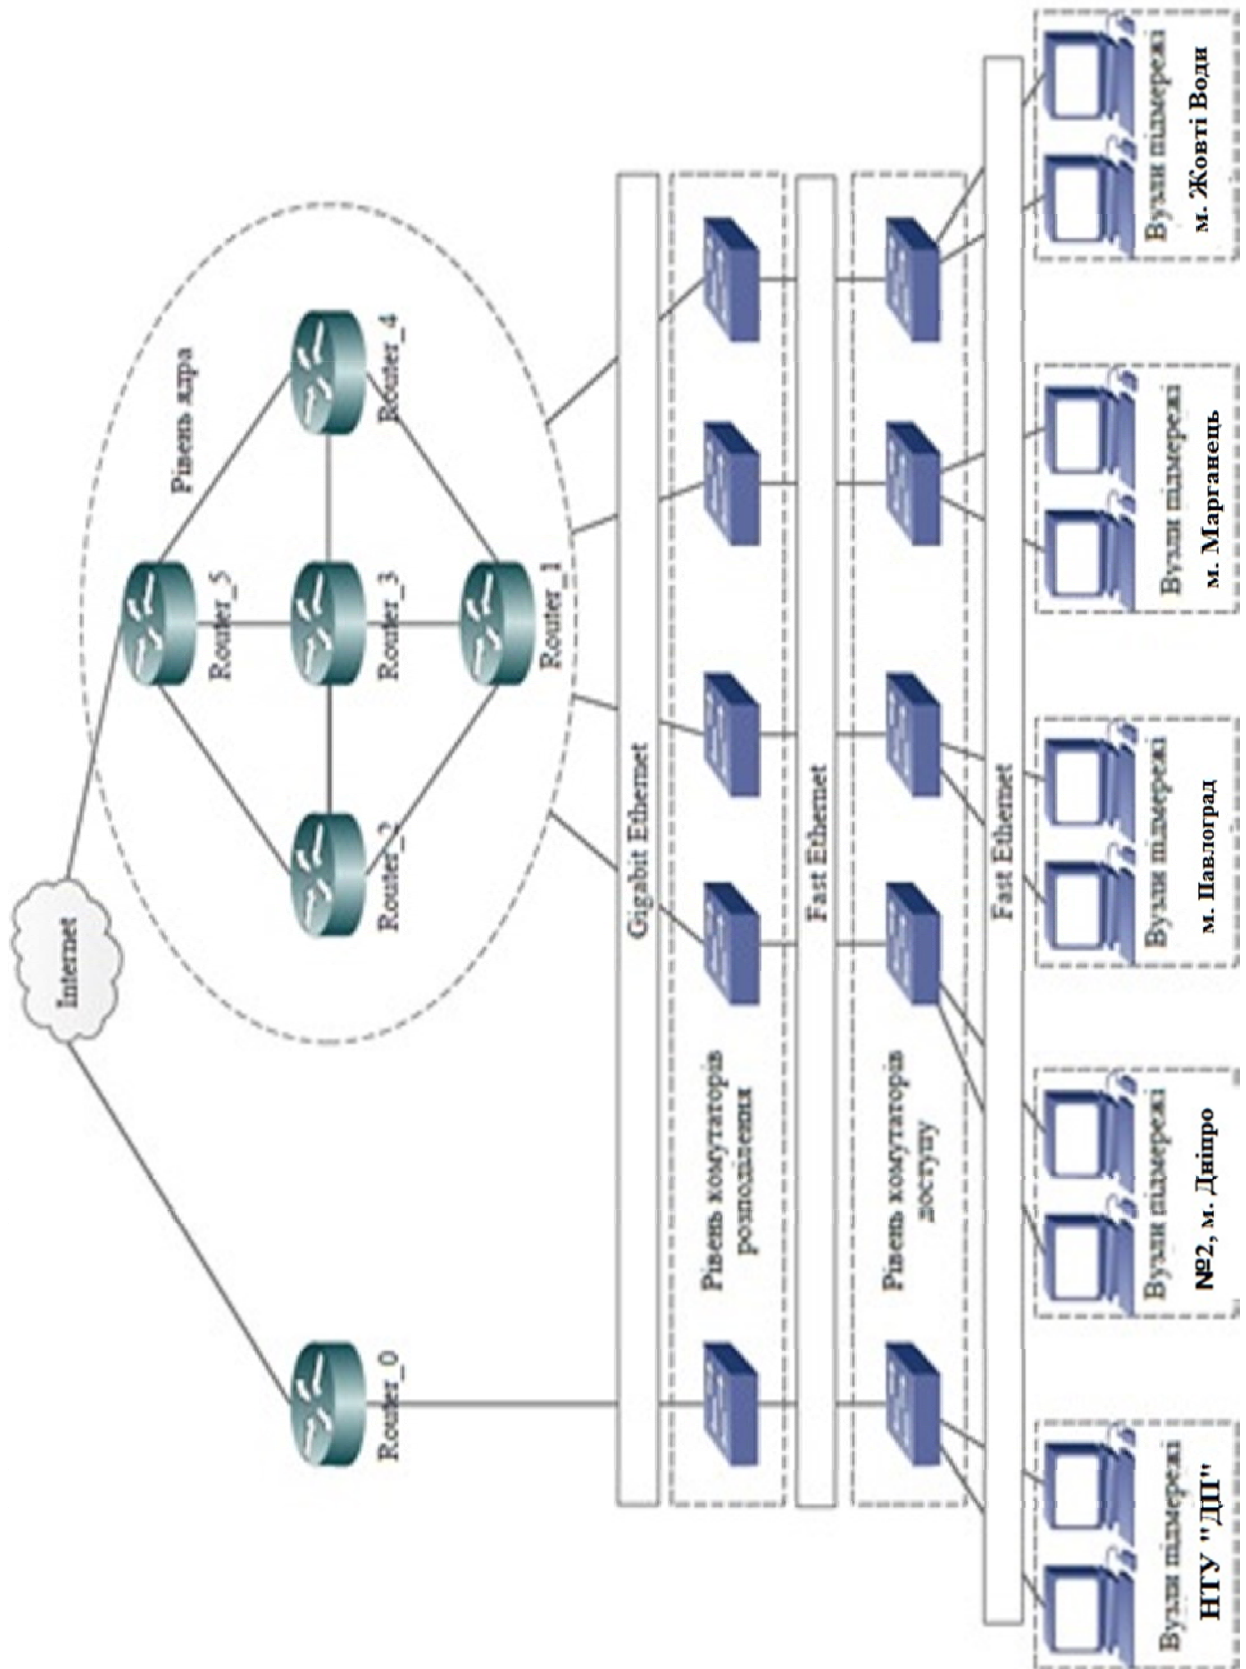 Internet
Рівень ядра
Router_5
Router_0
Router_2
Router_3
Router_4
Router_1
Gigabit Ethernet
Рівень комутаторів
розподілення
Fast Ethernet
Рівень комутаторів
доступу
Fast Ethernet
Вузли підмережі
НТУ "ДП"
Вузли підмережі
№2, м. Дніпро
Вузли підмережі
м. Павлоград
Вузли підмережі
м. Марганець
Вузли підмережі
м. Жовті Води